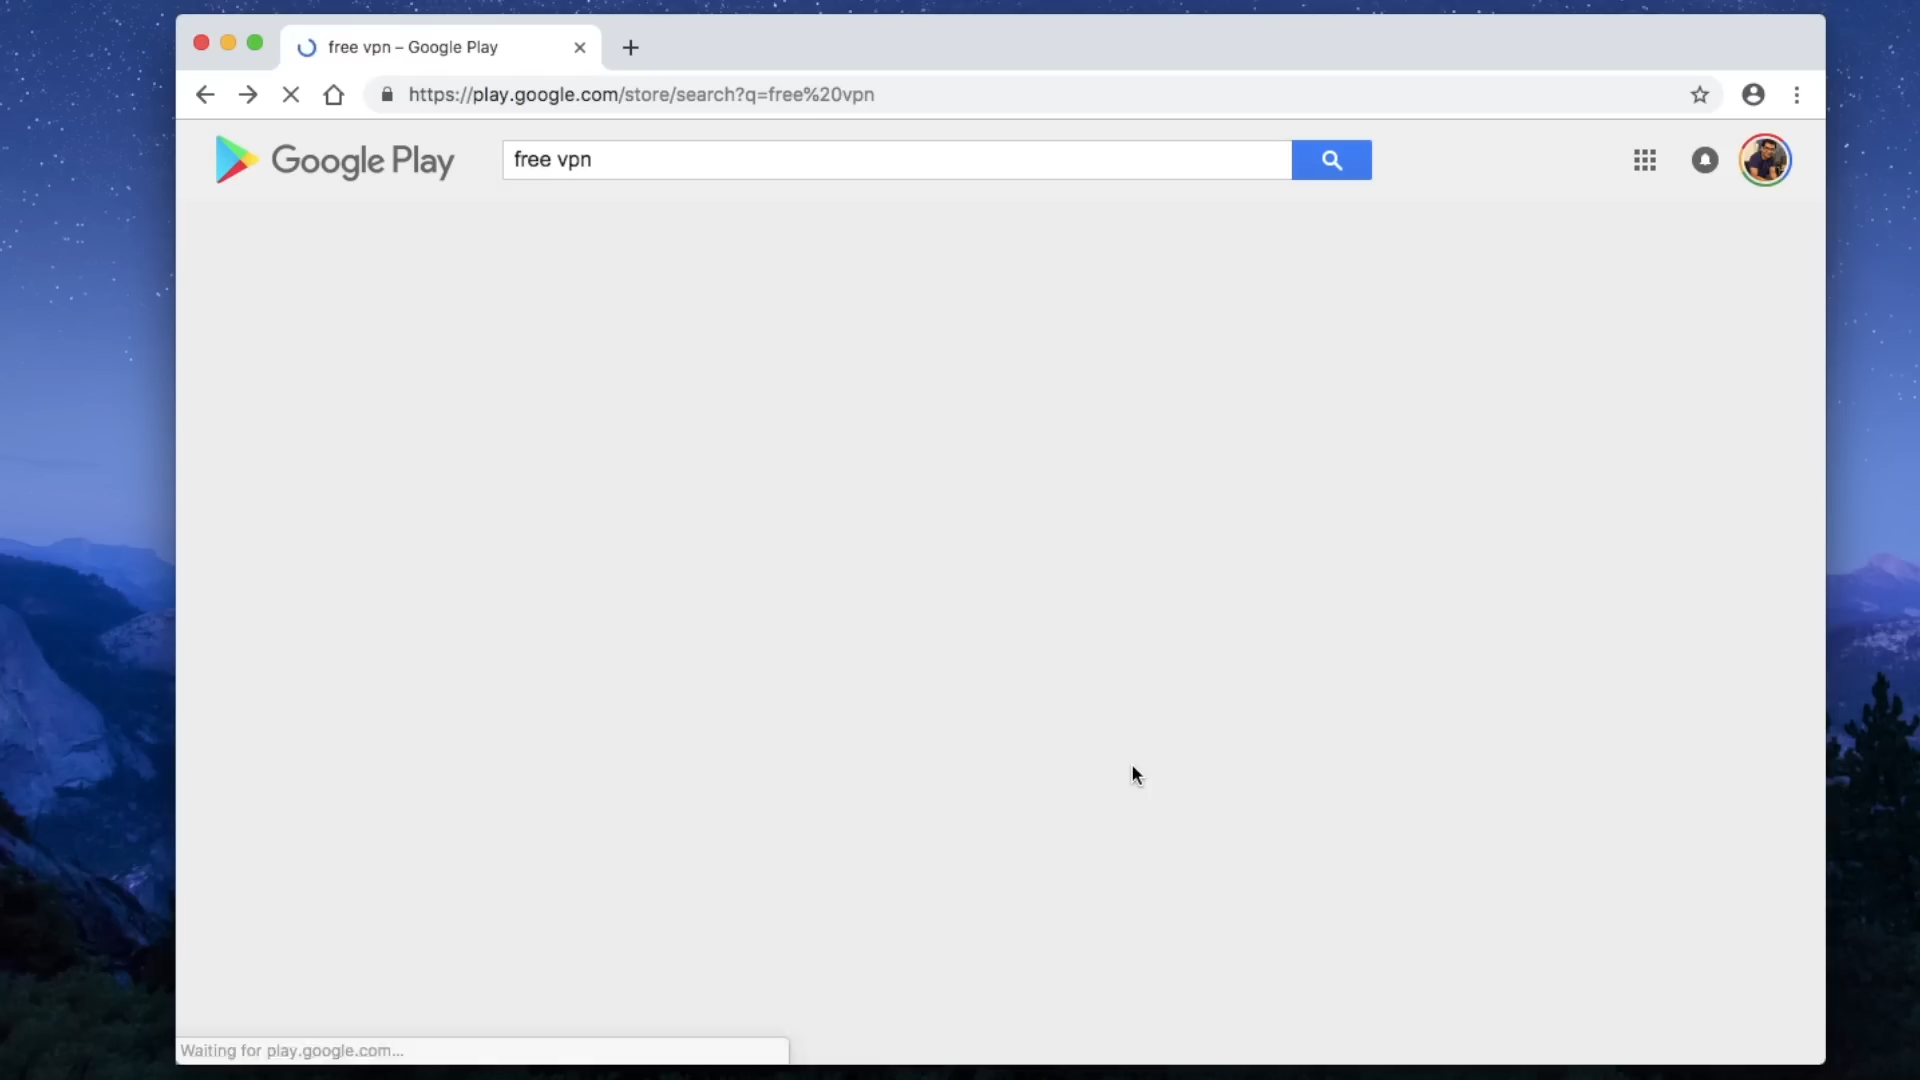 free vpn – Google Play
https://play.google.com/store/search?q=free%20vpn
Google Play
free vpn
Waiting for play.google.com...